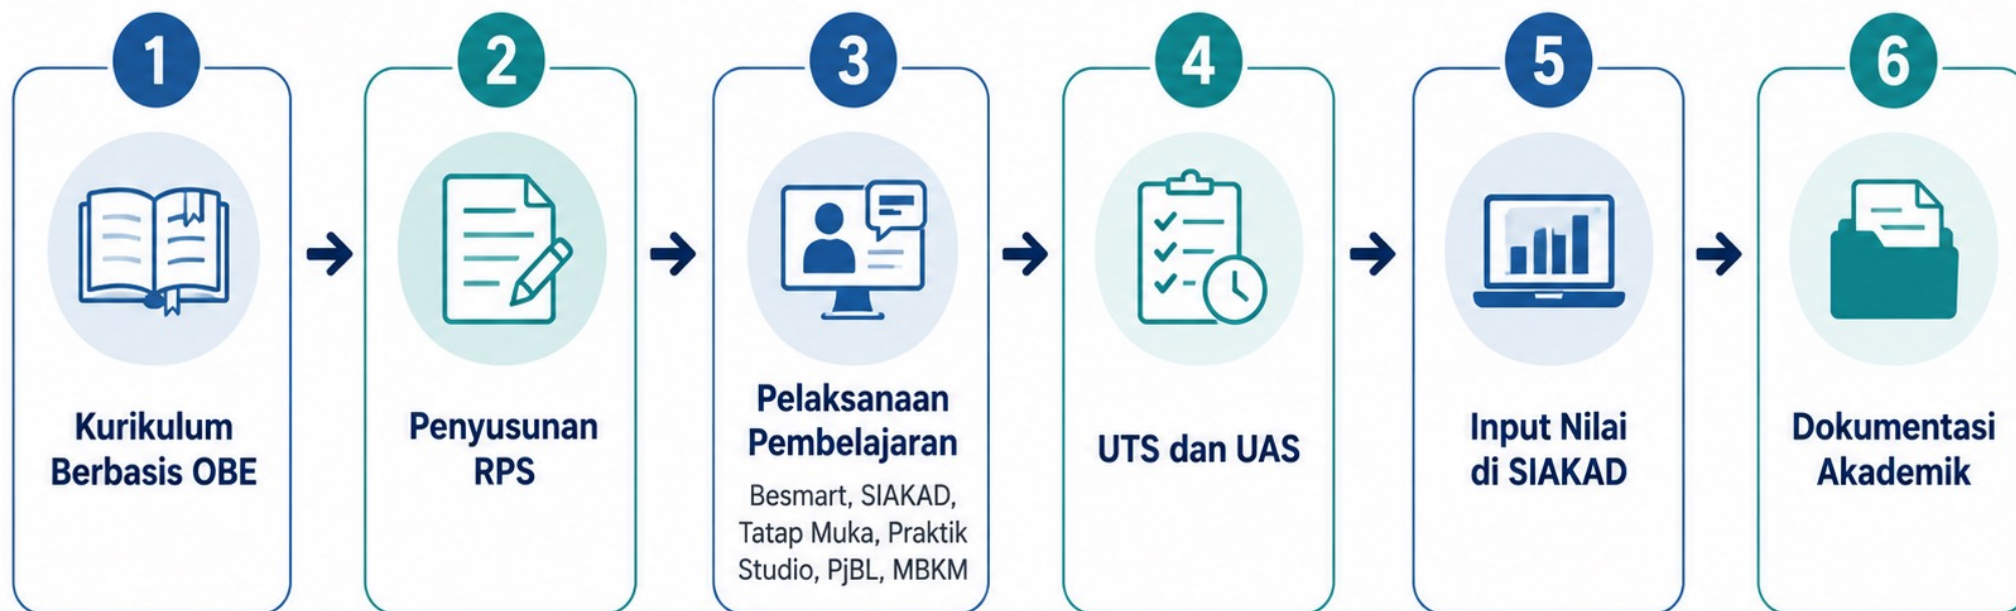 1
Kurikulum
Berbasis OBE
2
Penyusunan
RPS
3
Pelaksanaan
Pembelajaran
Besmart, SIAKAD,
Tatap Muka, Praktik
Studio, PjBL, MBKM
4
UTS dan UAS
5
Input Nilai
di SIAKAD
6
Dokumentasi
Akademik